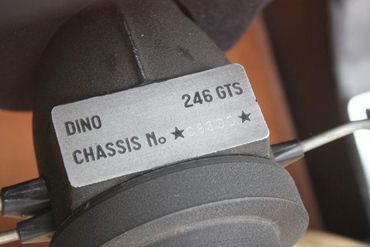 DINO 246 GTS
CHASSIS No ★ ★